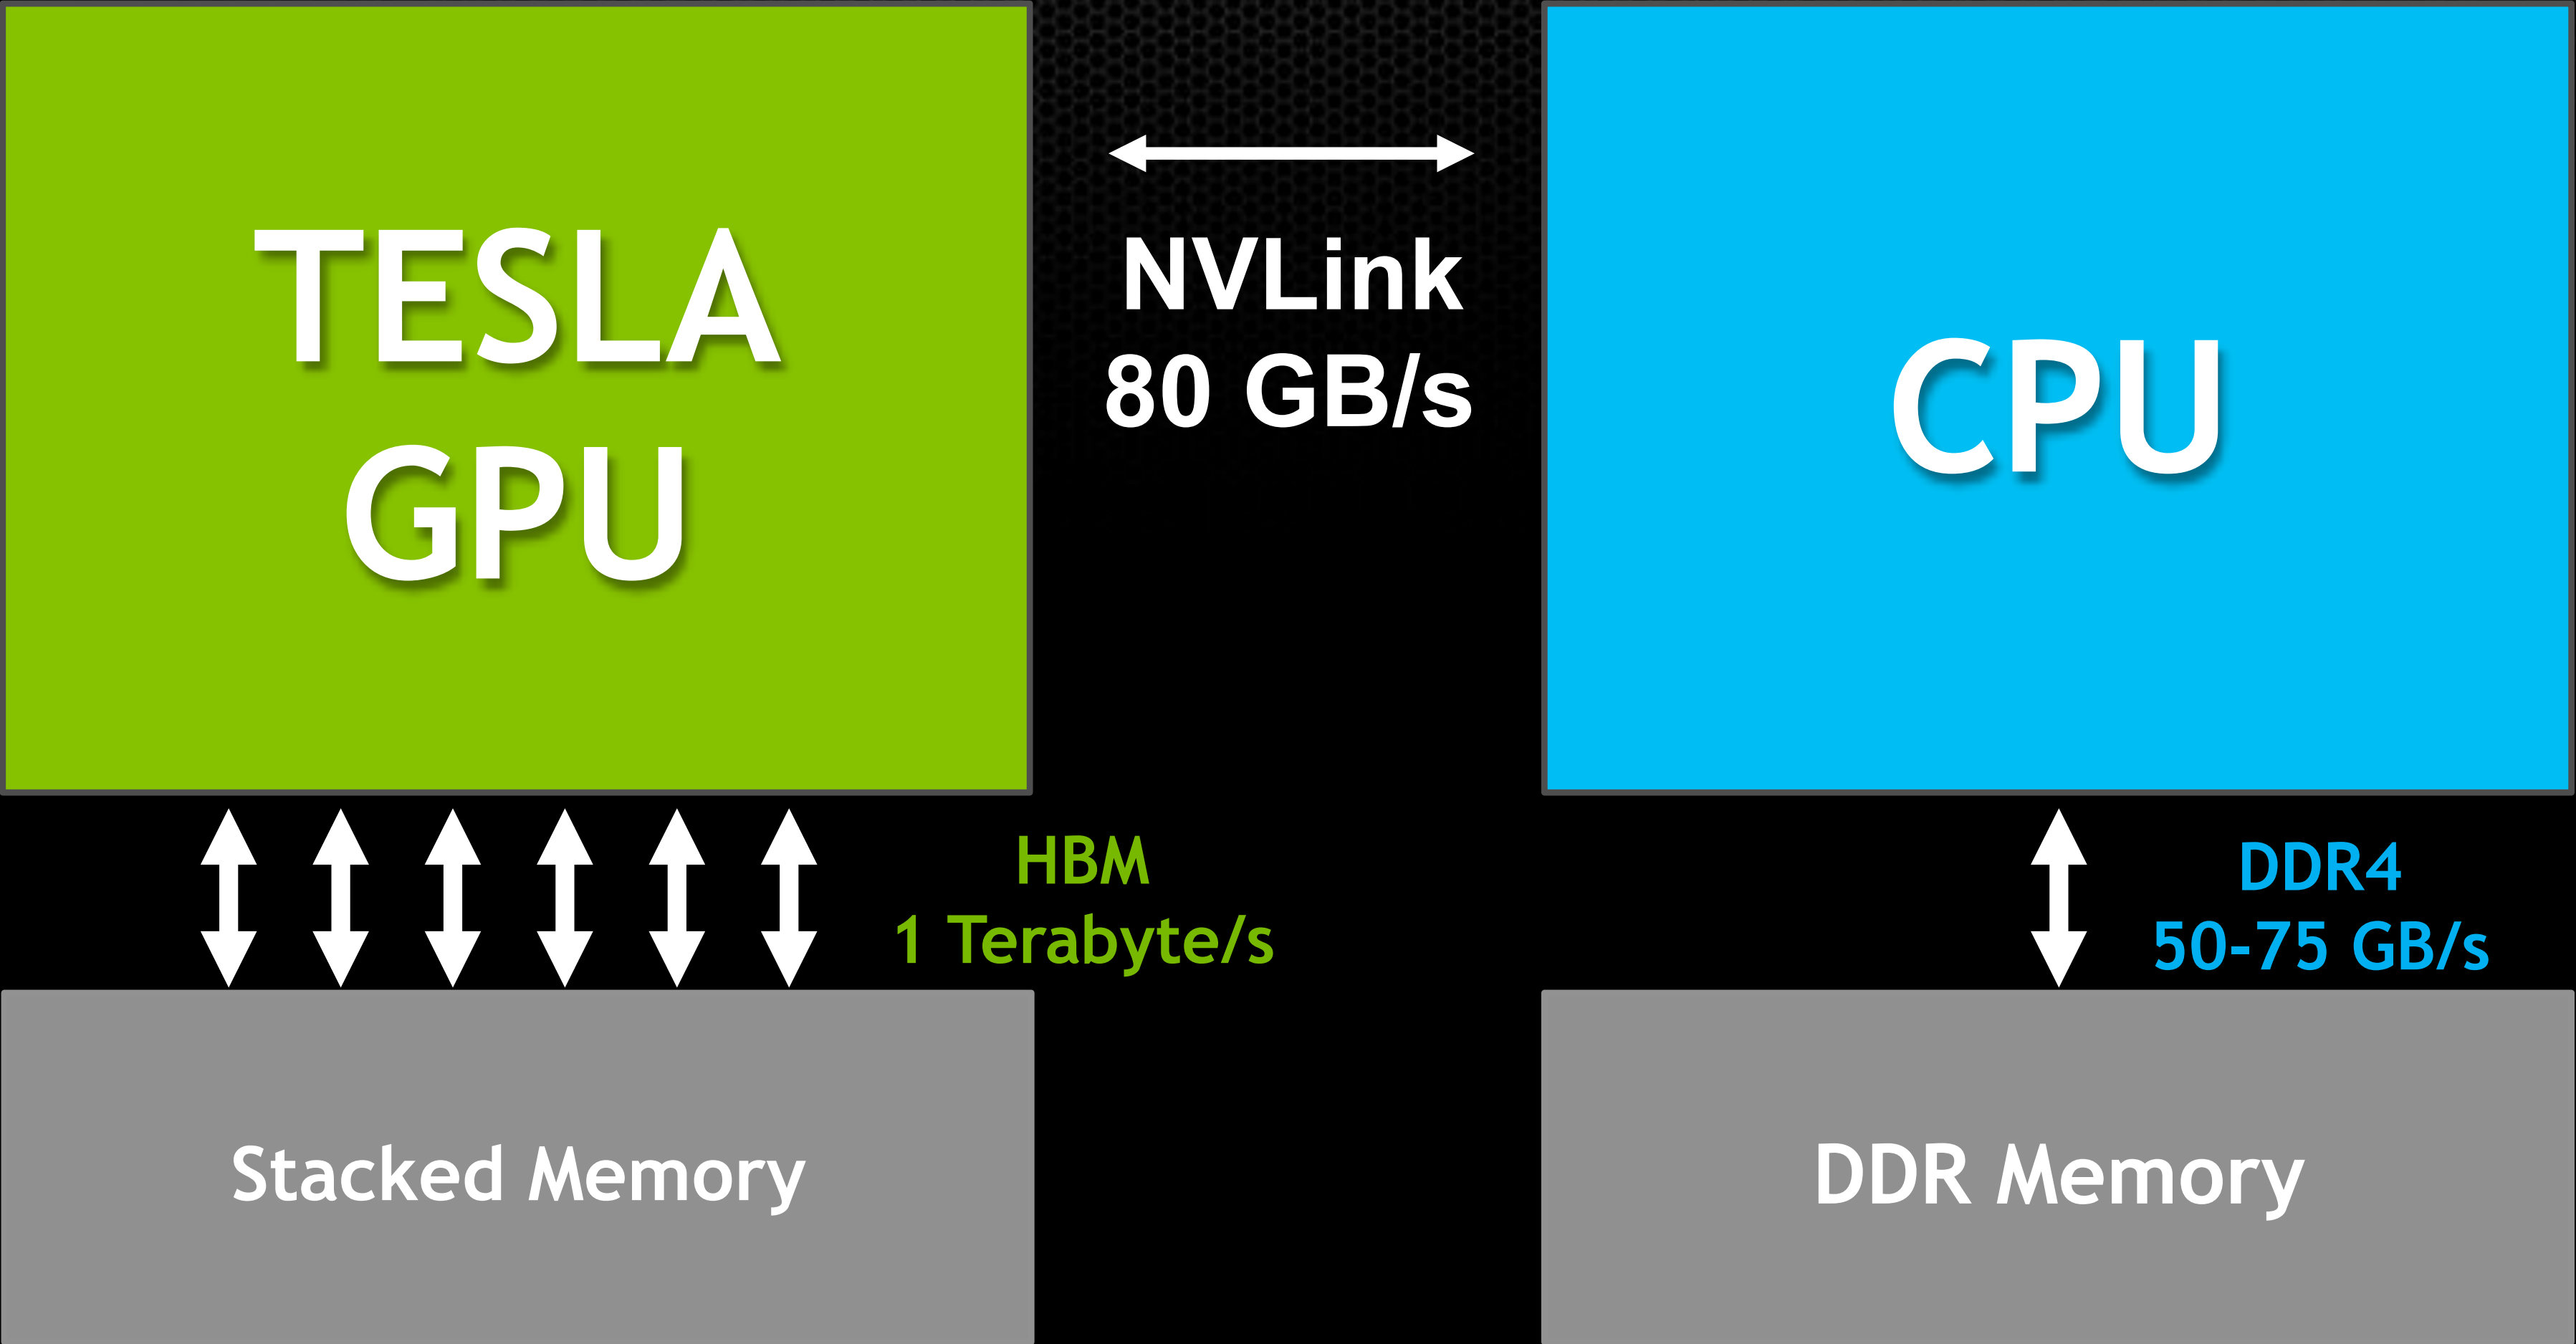 TESLA
GPU
NVLink
80 GB/s
CPU
HBM
1 Terabyte/s
DDR4
50-75 GB/s
Stacked Memory
DDR Memory